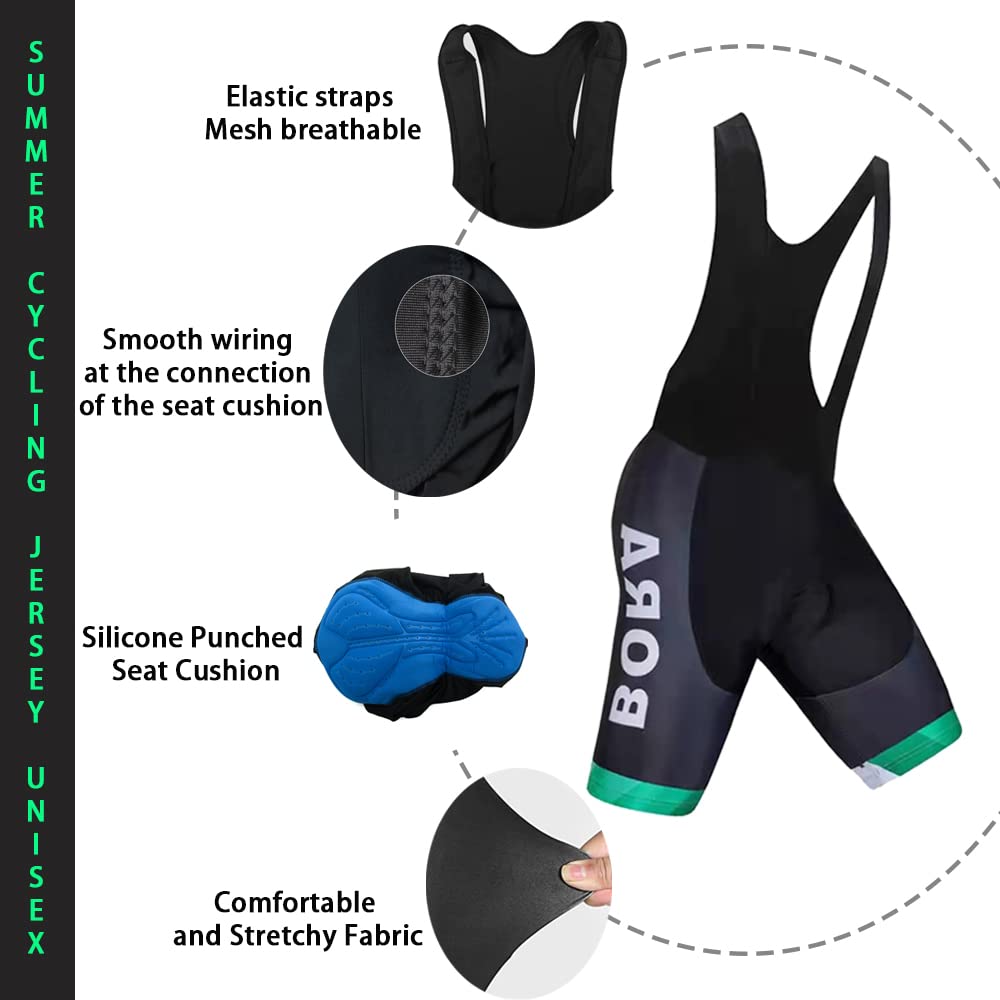 SUMMER CYCLING JERSEY UNISEX
Elastic straps
Mesh breathable
Smooth wiring
at the connection
of the seat cushion
Silicone Punched
Seat Cushion
Comfortable
and Stretchy Fabric
BORA